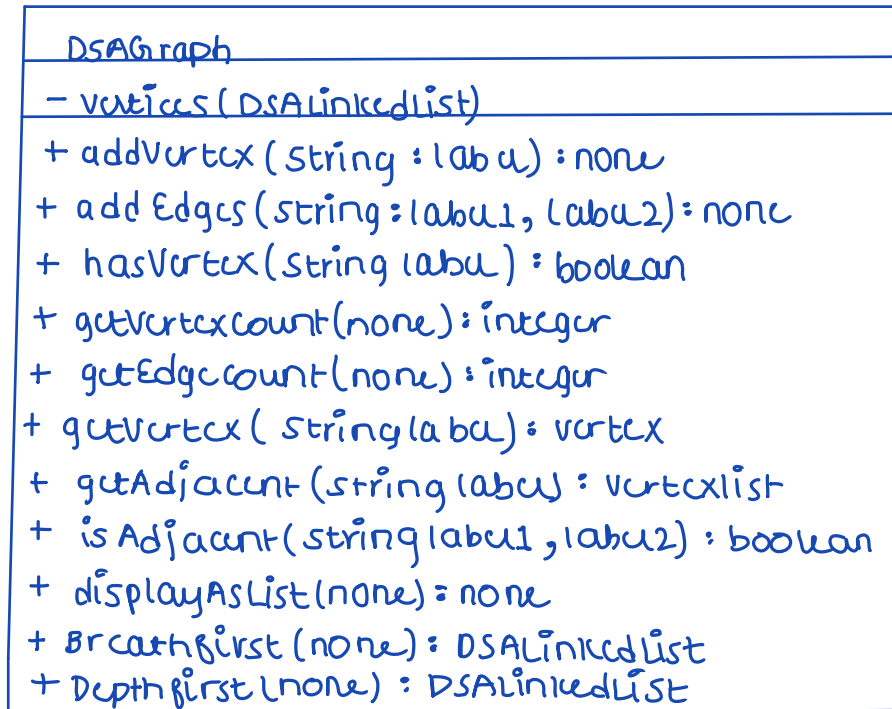 DSAGraph
- vertices (DSALinkedList)
+ addVertex (string : label) : none
+ addEdges (string : label1, label2) : none
+ hasVertex (string label) : boolean
+ getVertexcount (none) : integer
+ getEdgecount (none) : integer
+ getVertex ( string label) : vertex
+ getAdjacent (string label) : vertexlist
+ isAdjacent (string label1, label2) : boolean
+ displayAsList (none) : none
+ Breathfirst (none) : DSALinkedList
+ Depthfirst (none) : DSALinkedList